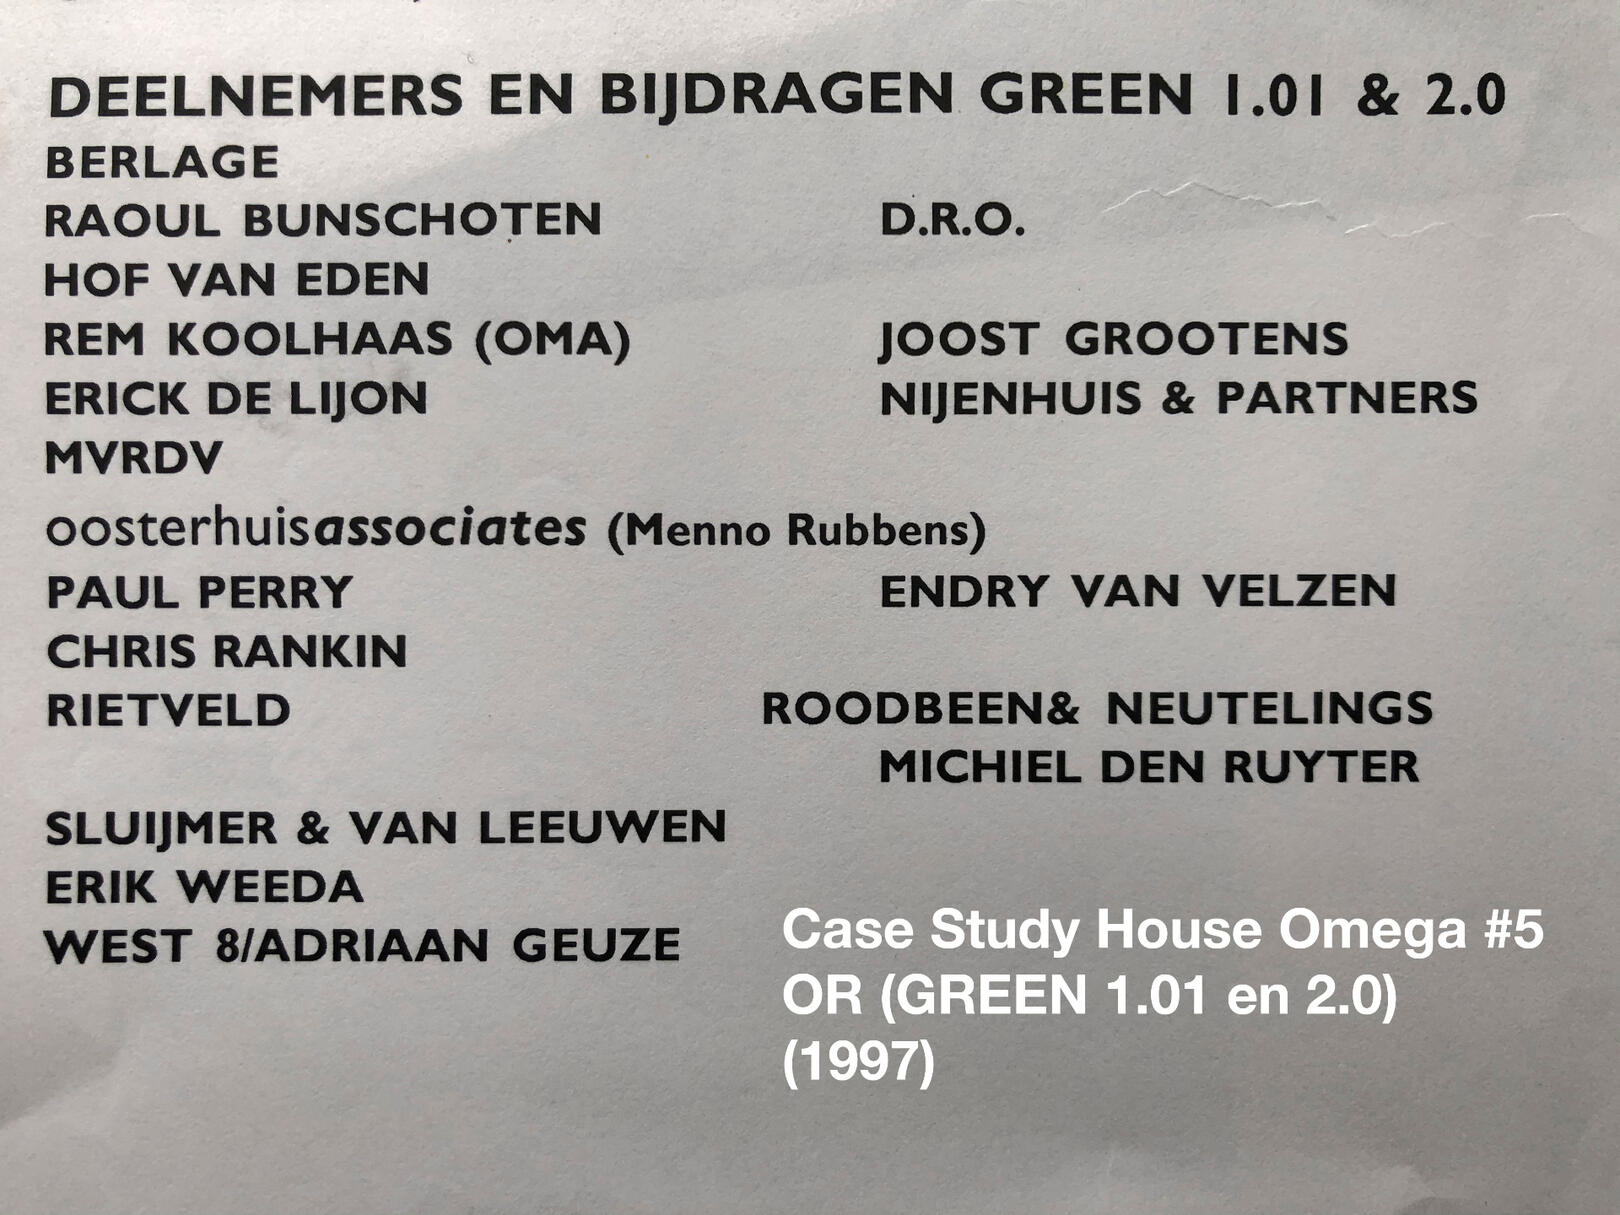 DEELNEMERS EN BIJDRAGEN GREEN 1.01 & 2.0
BERLAGE
RAOUL BUNSCHOTEN D.R.O.
HOF VAN EDEN
REM KOOLHAAS (OMA) JOOST GROOTENS
ERICK DE LIJON NIJENHUIS & PARTNERS
MVRDV
oosterhuisassociates (Menno Rubbens)
PAUL PERRY ENDRY VAN VELZEN
CHRIS RANKIN
RIETVELD ROODBEEN& NEUTELINGS
MICHIEL DEN RUYTER
SLUIJMER & VAN LEEUWEN
ERIK WEEDA
WEST 8/ADRIAAN GEUZE
Case Study House Omega #5
OR (GREEN 1.01 en 2.0)
(1997)